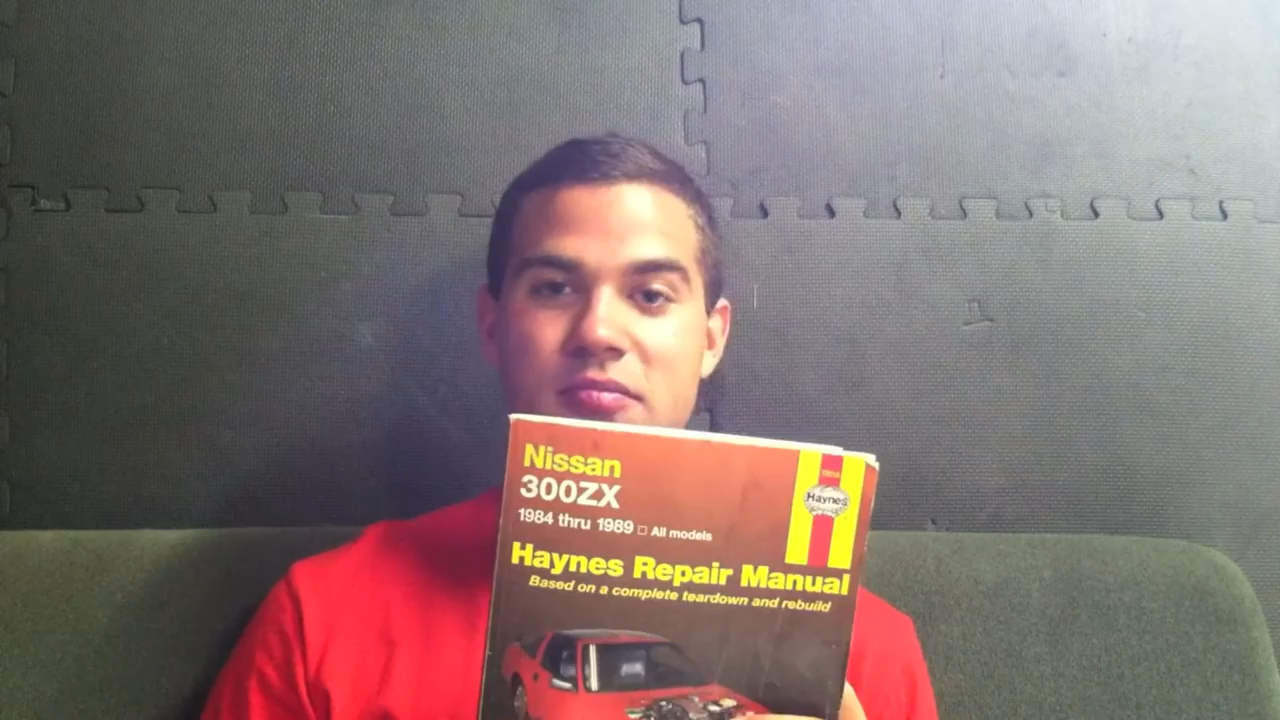 Nissan
300ZX
1984 thru 1989 □ All models
Haynes
Haynes Repair Manual
Based on a complete teardown and rebuild